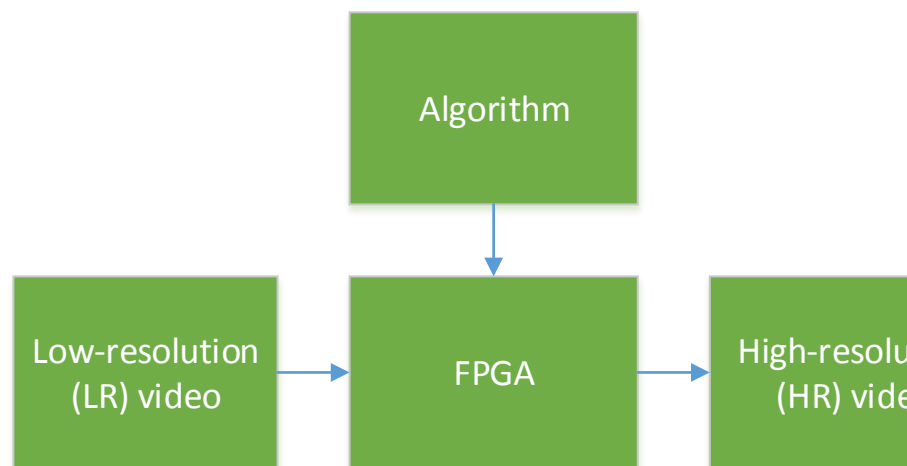 Algorithm
Low-resolution
(LR) video
FPGA
High-resolu
(HR) vide